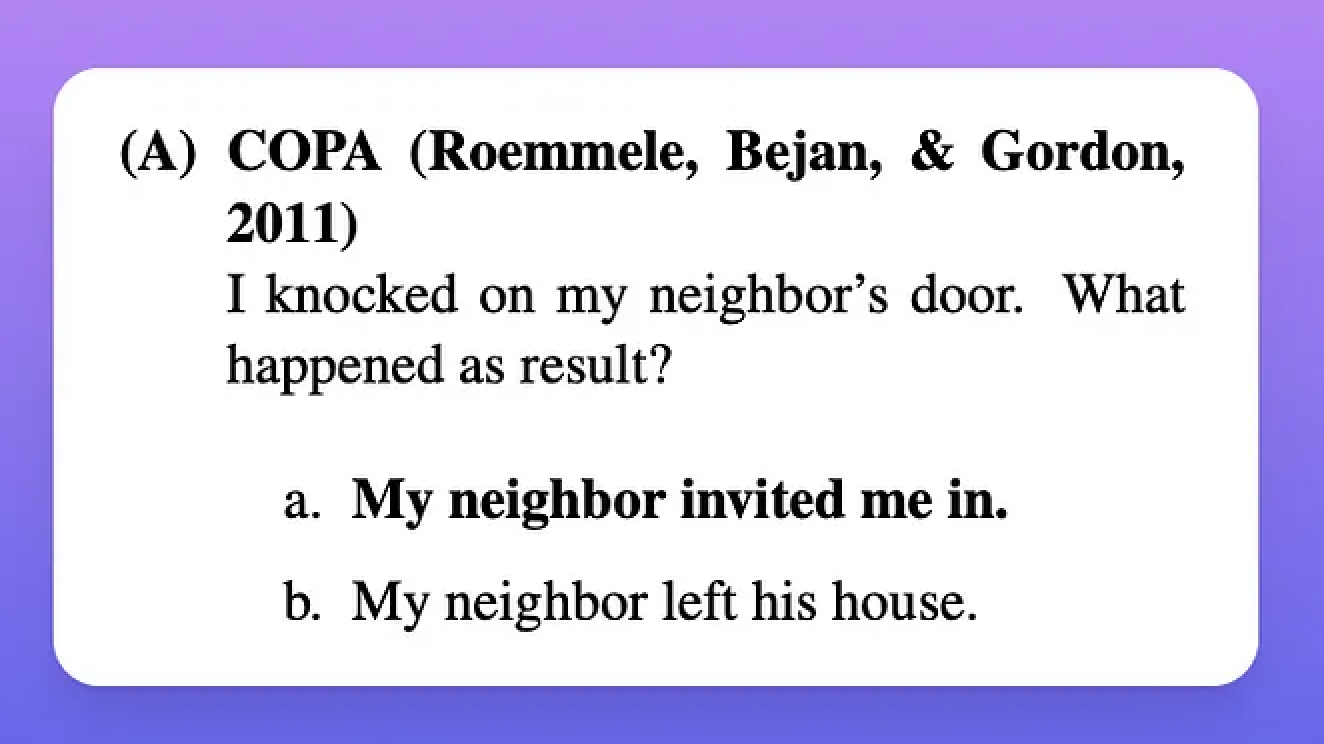 (A) COPA (Roemmele, Bejan, & Gordon,
2011)
I knocked on my neighbor’s door. What
happened as result?
a. My neighbor invited me in.
b. My neighbor left his house.